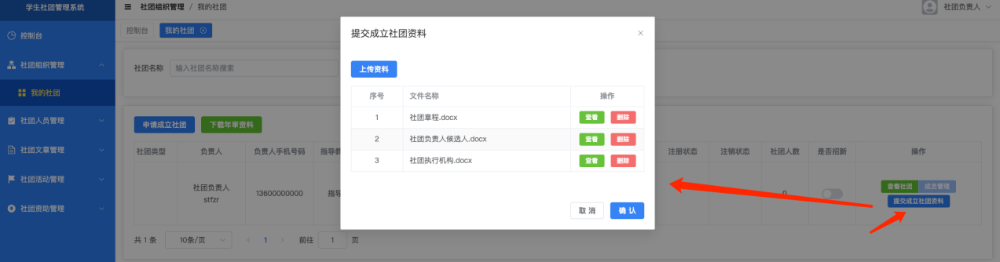 学生社团管理系统
社团组织管理 / 我的社团
社团负责人
控制台
我的社团
控制台
社团组织管理
我的社团
社团人员管理
社团文章管理
社团活动管理
社团资助管理
社团名称 输入社团名称搜索
申请成立社团 下载年审资料
社团类型 负责人 负责人手机号码 指导教 注册状态 注销状态 社团人数 是否招新 操作
社团负责人
stfzr
13600000000 指导 0
查看社团 成员管理
提交成立社团资料
共 1 条 10条/页 1 前往 1 页
提交成立社团资料
上传资料
序号 文件名称 操作
1 社团章程.docx 查看 删除
2 社团负责人候选人.docx 查看 删除
3 社团执行机构.docx 查看 删除
取 消 确 认